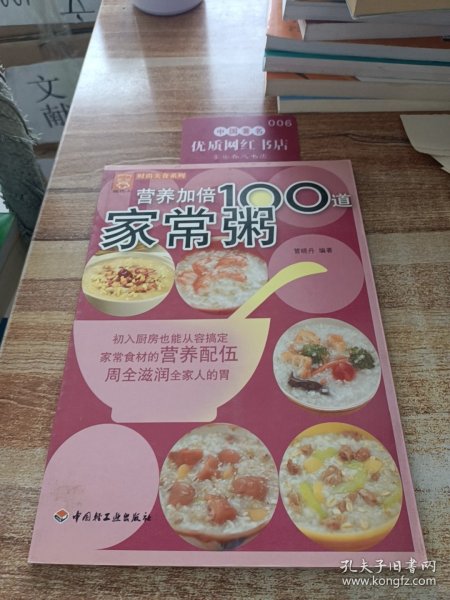 文
献
006
中国著名
优质网红书店
时尚美食系列
营养加倍100道
家常粥
曹晓丹 编著
初入厨房也能从容搞定
家常食材的营养配伍
周全滋润全家人的胃
中国轻工业出版社
孔夫子旧书网
www.kongfz.com